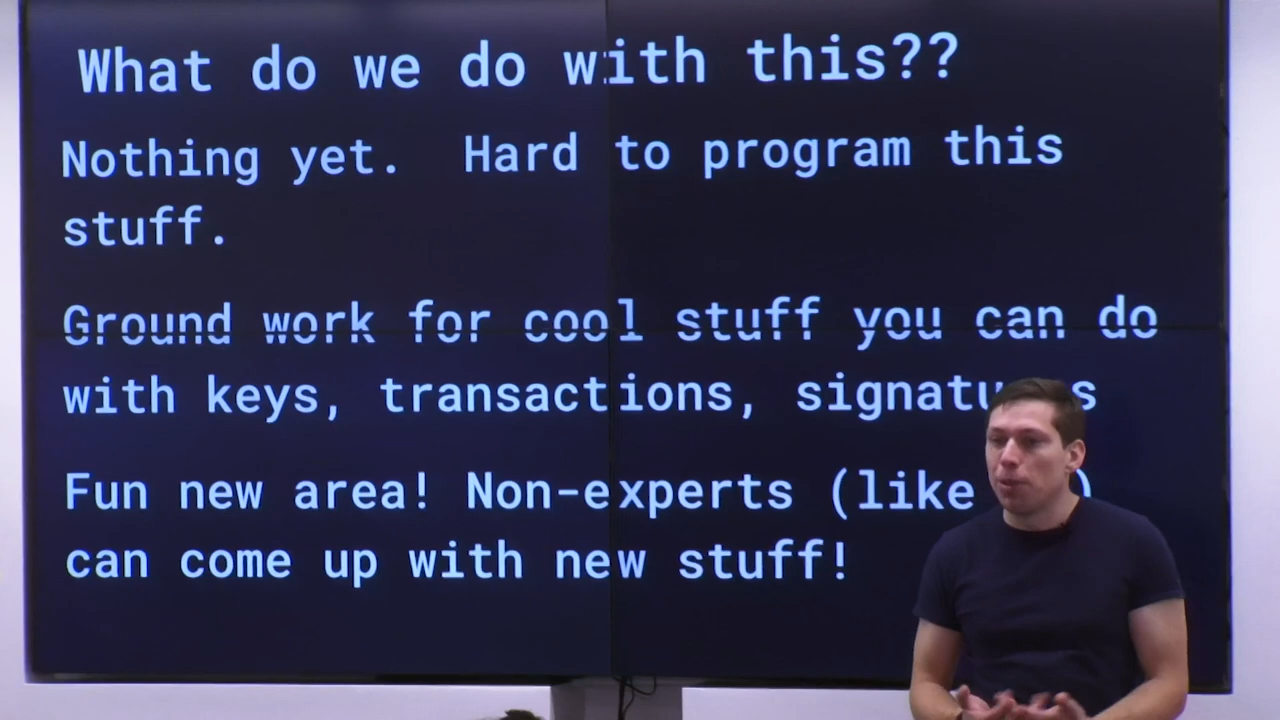 What do we do with this??
Nothing yet. Hard to program this
stuff.
Ground work for cool stuff you can do
with keys, transactions,
Fun new area! Non-experts (like )
can come up with new stuff!